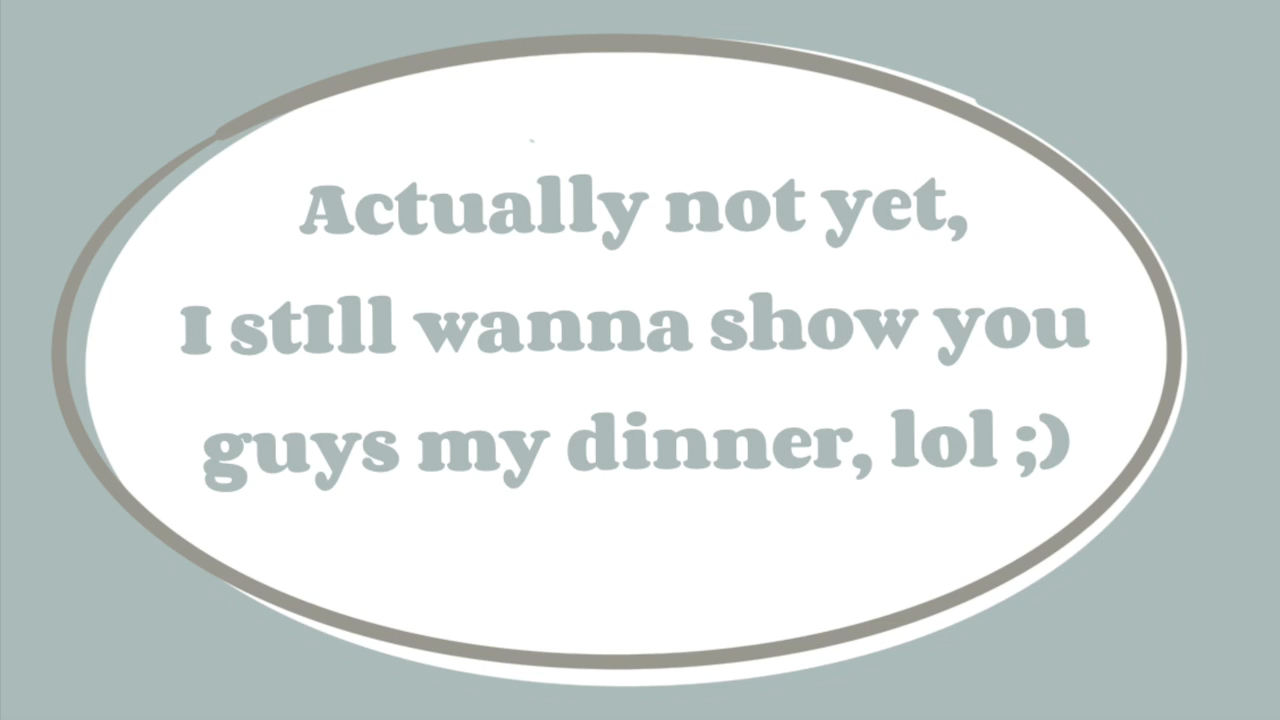 Actually not yet,
I stIll wanna show you
guys my dinner, lol ;)